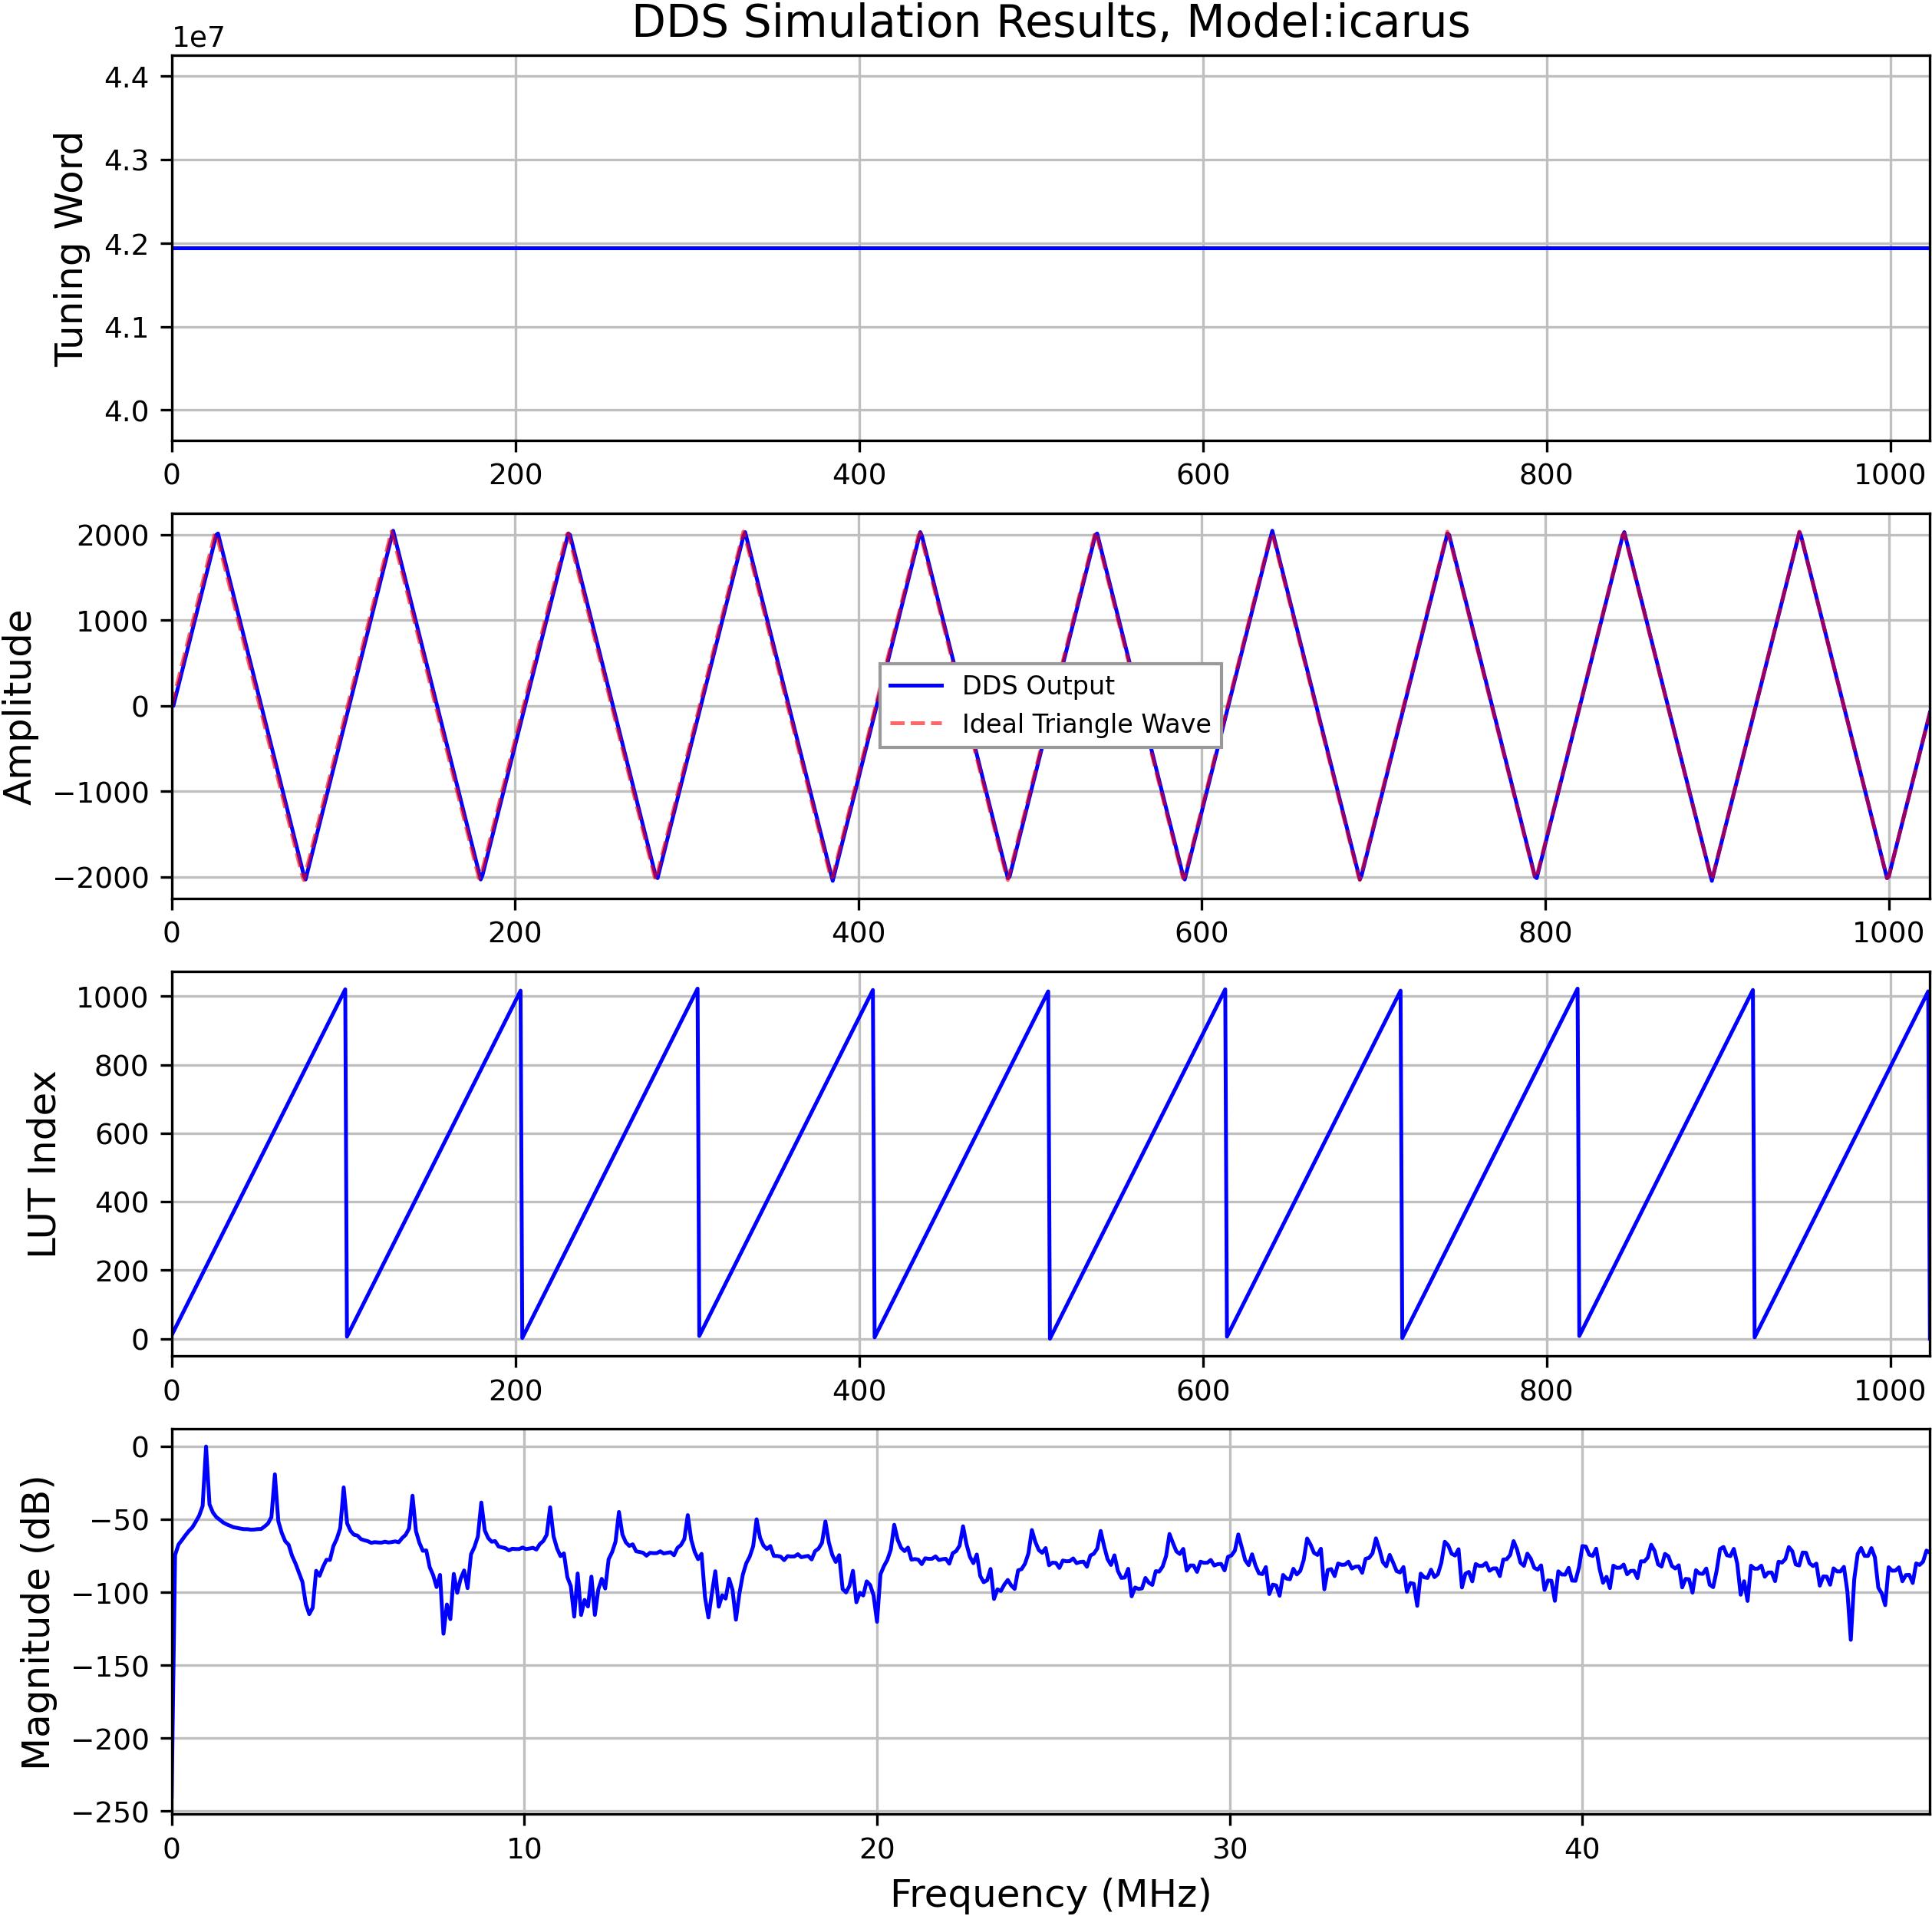 DDS Simulation Results, Model:icarus
1e7
Tuning Word
4.4
4.3
4.2
4.1
4.0
0 200 400 600 800 1000
Amplitude
2000
1000
0
−1000
−2000
DDS Output
Ideal Triangle Wave
0 200 400 600 800 1000
LUT Index
1000
800
600
400
200
0
0 200 400 600 800 1000
Magnitude (dB)
0
−50
−100
−150
−200
−250
0 10 20 30 40
Frequency (MHz)